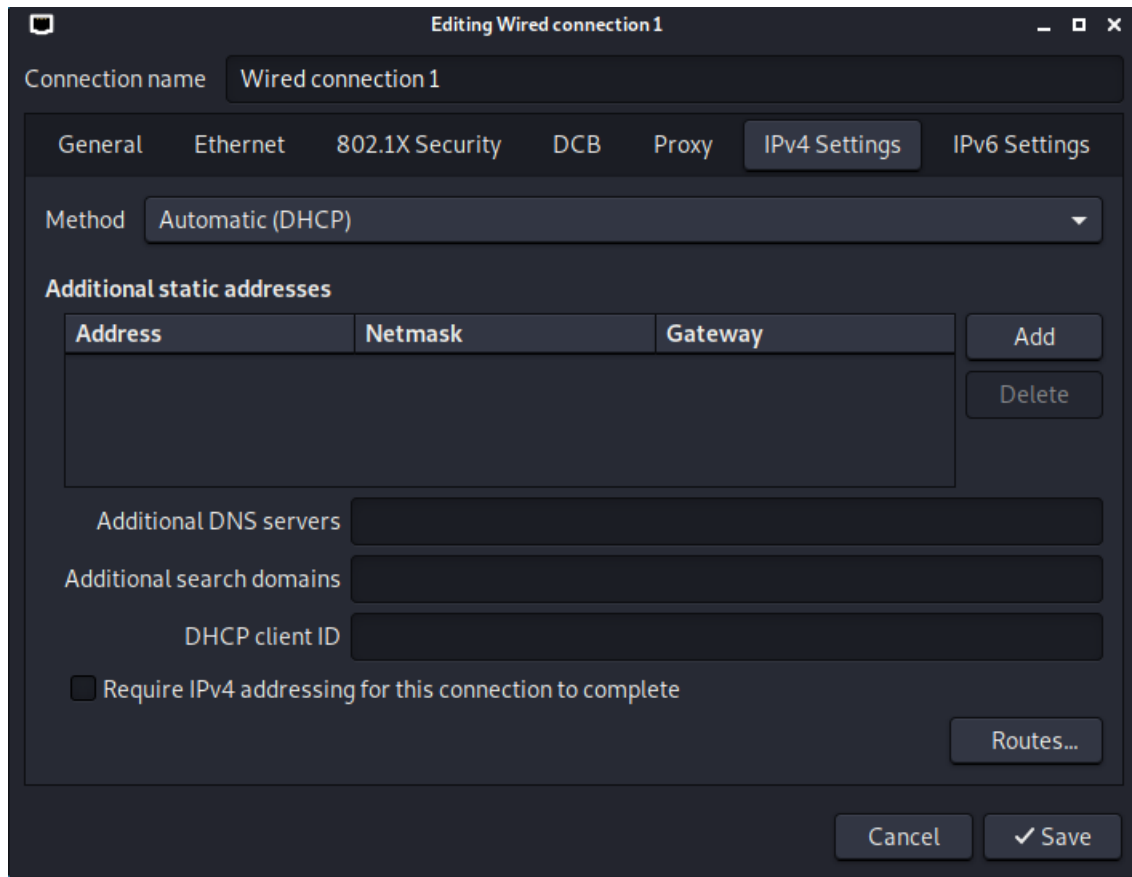 Editing Wired connection 1
Connection name Wired connection 1
General Ethernet 802.1X Security DCB Proxy IPv4 Settings IPv6 Settings
Method Automatic (DHCP)
Additional static addresses
Address Netmask Gateway Add
Delete
Additional DNS servers
Additional search domains
DHCP client ID
Require IPv4 addressing for this connection to complete
Routes...
Cancel Save